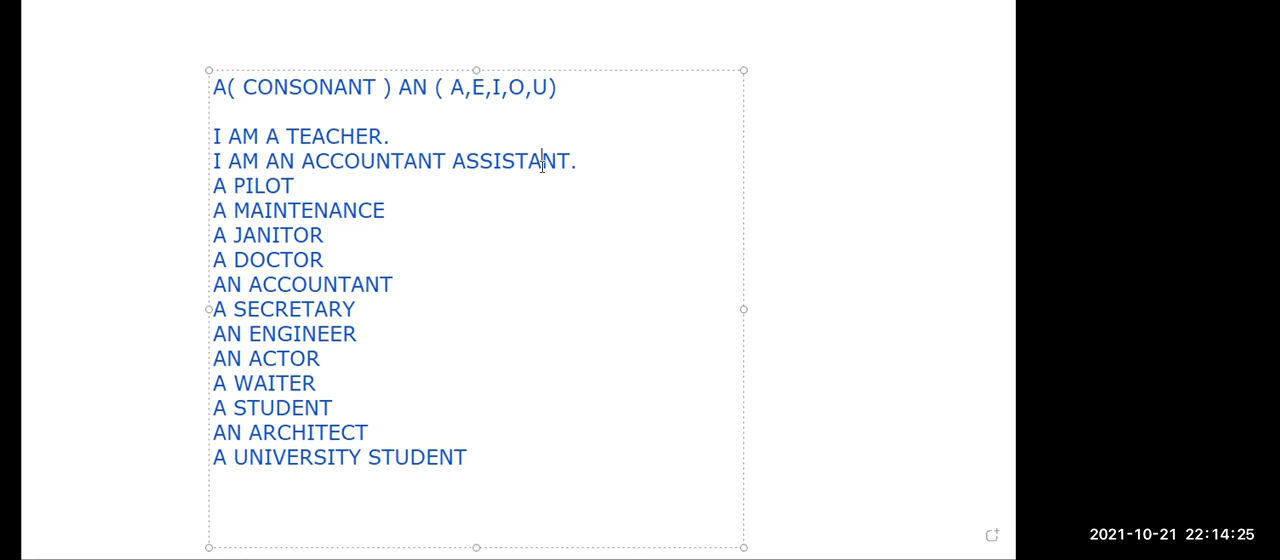 A( CONSONANT ) AN ( A,E,I,O,U)
I AM A TEACHER.
I AM AN ACCOUNTANT ASSISTANT.
A PILOT
A MAINTENANCE
A JANITOR
A DOCTOR
AN ACCOUNTANT
A SECRETARY
AN ENGINEER
AN ACTOR
A WAITER
A STUDENT
AN ARCHITECT
A UNIVERSITY STUDENT
2021-10-21 22:14:25